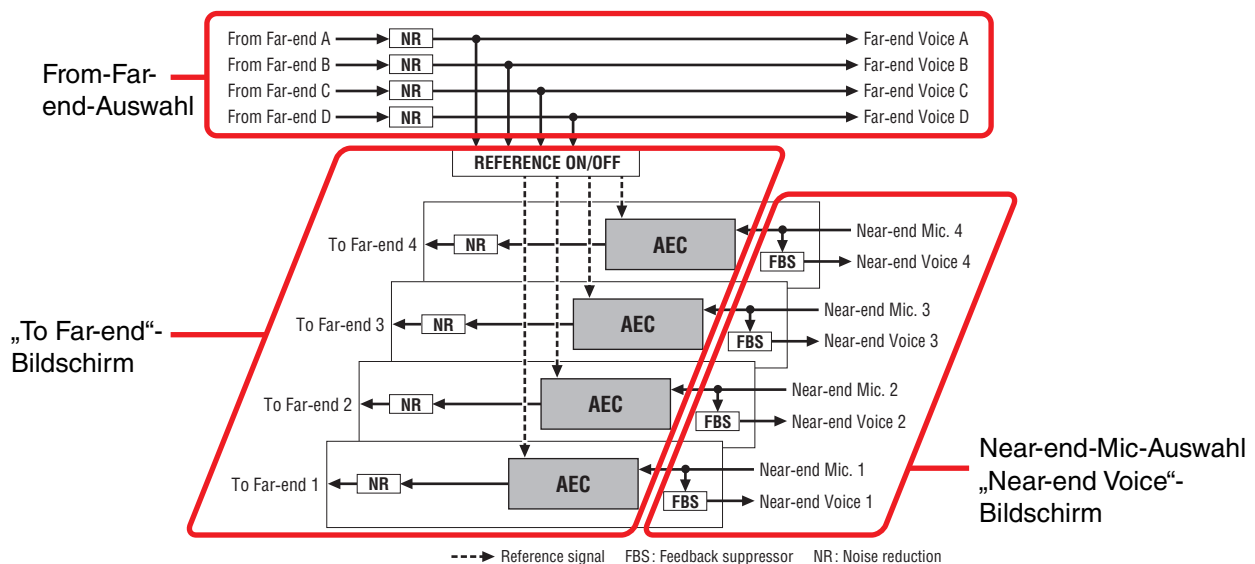 From-Far-
end-Auswahl
From Far-end A NR Far-end Voice A
From Far-end B NR Far-end Voice B
From Far-end C NR Far-end Voice C
From Far-end D NR Far-end Voice D
REFERENCE ON/OFF
„To Far-end“-
Bildschirm
To Far-end 4 NR AEC Near-end Mic. 4
FBS Near-end Voice 4
To Far-end 3 NR AEC Near-end Mic. 3
FBS Near-end Voice 3
To Far-end 2 NR AEC Near-end Mic. 2
FBS Near-end Voice 2
To Far-end 1 NR AEC Near-end Mic. 1
FBS Near-end Voice 1
Near-end-Mic-Auswahl
„Near-end Voice“-
Bildschirm
Reference signal FBS : Feedback suppressor NR : Noise reduction